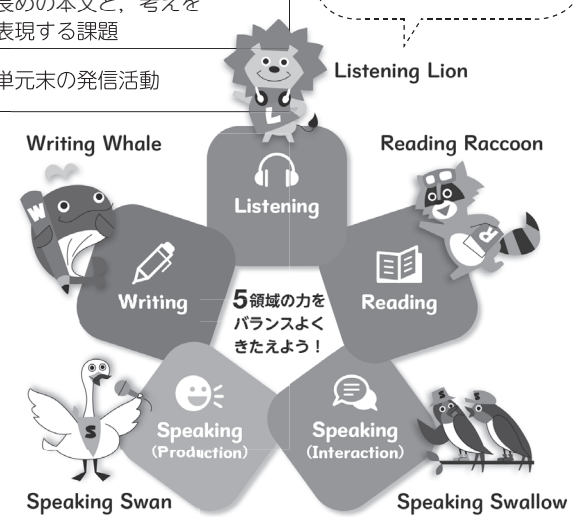 長めの本文と，考えを
表現する課題
単元末の発信活動
Listening Lion
L
Writing Whale
Reading Raccoon
W
R
Listening
Writing
5領域の力を
バランスよく
きたえよう！
Reading
Speaking
(Production)
Speaking
(Interaction)
S
S
S
Speaking Swan
Speaking Swallow